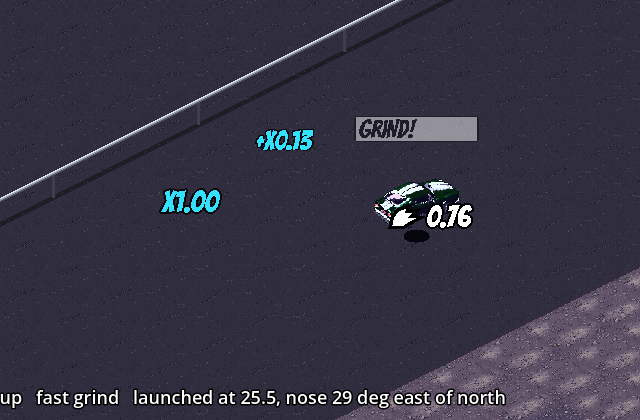 GRIND!
+X0.13
X1.00
0.76
up fast grind launched at 25.5, nose 29 deg east of north